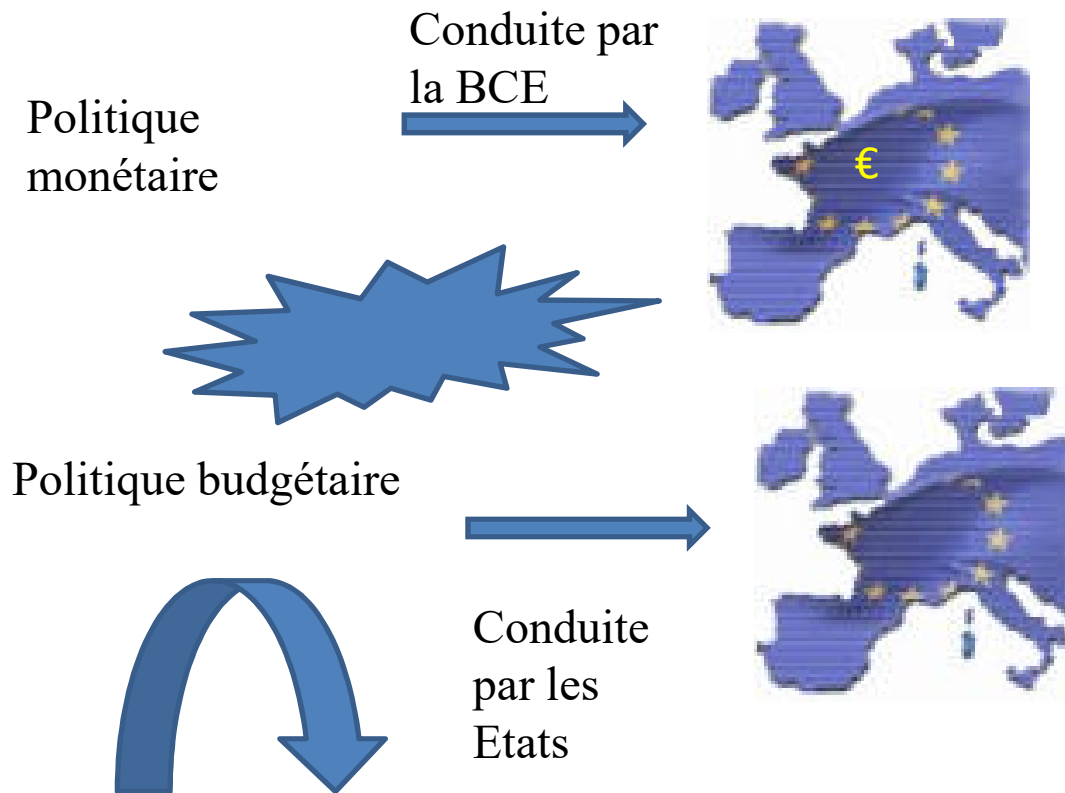 Conduite par
la BCE
Politique
monétaire
€
Politique budgétaire
Conduite
par les
Etats